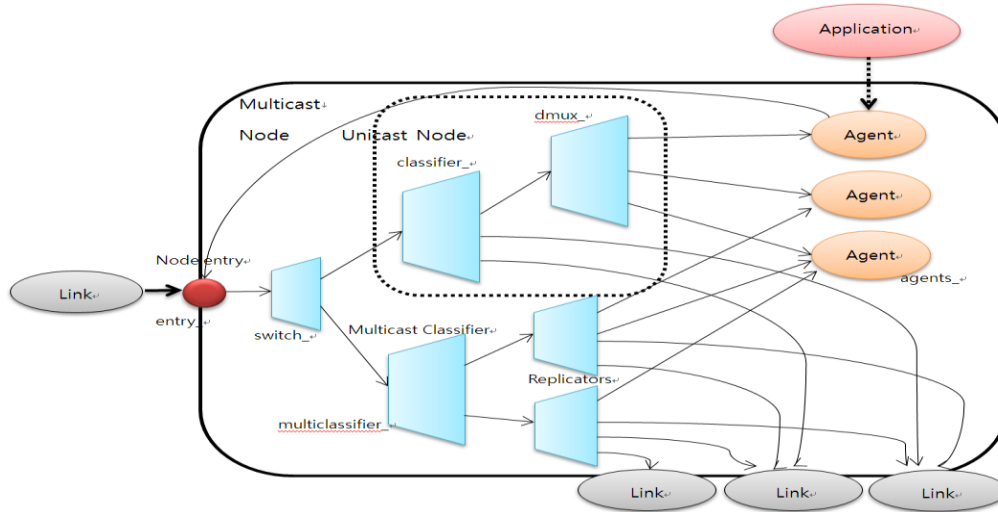 Application
Multicast
Node
Unicast Node
dmux_
Agent
classifier_
Agent
Node entry
Agent
Link
agents_
entry_
switch_
Multicast Classifier
Replicators
multiclassifier_
Link
Link
Link